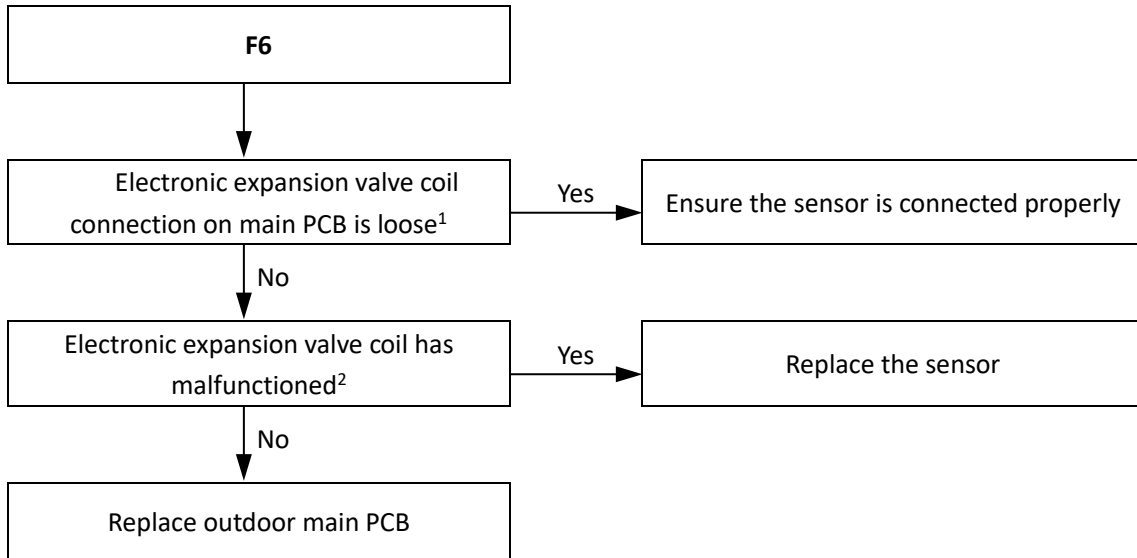 F6
Electronic expansion valve coil
connection on main PCB is loose¹
Yes
Ensure the sensor is connected properly
No
Electronic expansion valve coil has
malfunctioned²
Yes
Replace the sensor
No
Replace outdoor main PCB